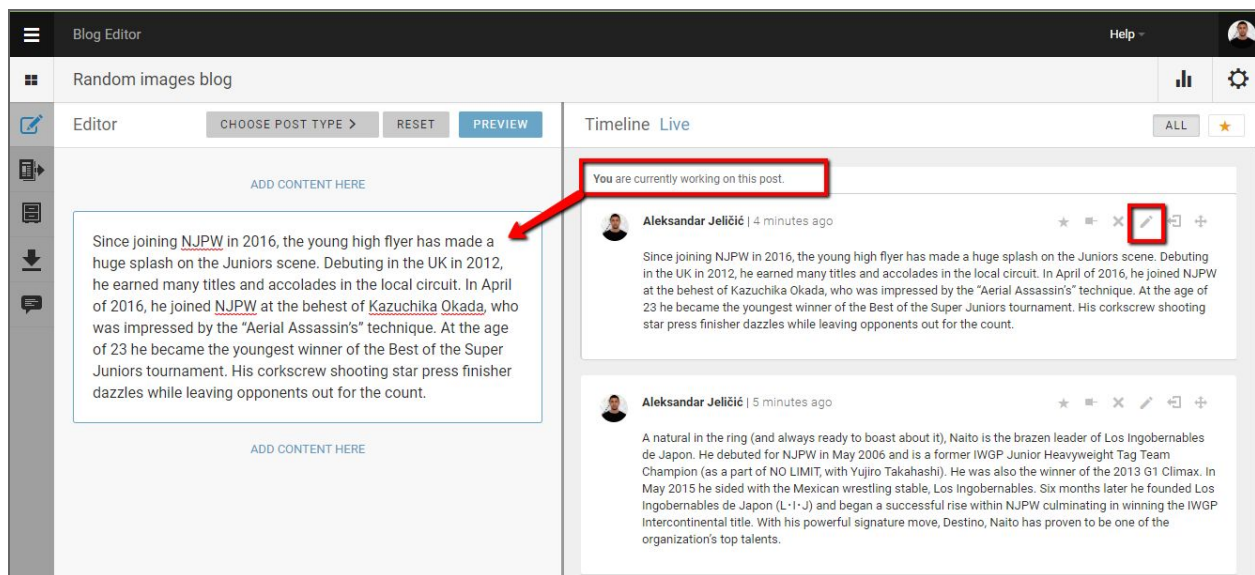 Blog Editor
Help
Random images blog
Editor
CHOOSE POST TYPE >
RESET
PREVIEW
Timeline Live
ALL
ADD CONTENT HERE
Since joining NJPW in 2016, the young high flyer has made a
huge splash on the Juniors scene. Debuting in the UK in 2012,
he earned many titles and accolades in the local circuit. In April
of 2016, he joined NJPW at the behest of Kazuchika Okada, who
was impressed by the “Aerial Assassin’s” technique. At the age
of 23 he became the youngest winner of the Best of the Super
Juniors tournament. His corkscrew shooting star press finisher
dazzles while leaving opponents out for the count.
ADD CONTENT HERE
You are currently working on this post.
Aleksandar Jeličić | 4 minutes ago
Since joining NJPW in 2016, the young high flyer has made a huge splash on the Juniors scene. Debuting
in the UK in 2012, he earned many titles and accolades in the local circuit. In April of 2016, he joined NJPW
at the behest of Kazuchika Okada, who was impressed by the “Aerial Assassin’s” technique. At the age of
23 he became the youngest winner of the Best of the Super Juniors tournament. His corkscrew shooting
star press finisher dazzles while leaving opponents out for the count.
Aleksandar Jeličić | 5 minutes ago
A natural in the ring (and always ready to boast about it), Naito is the brazen leader of Los Ingobernables
de Japon. He debuted for NJPW in May 2006 and is a former IWGP Junior Heavyweight Tag Team
Champion (as a part of NO LIMIT, with Yujiro Takahashi). He was also the winner of the 2013 G1 Climax. In
May 2015 he sided with the Mexican wrestling stable, Los Ingobernables. Six months later he founded Los
Ingobernables de Japon (L·I·J) and began a successful rise within NJPW culminating in winning the IWGP
Intercontinental title. With his powerful signature move, Destino, Naito has proven to be one of the
organization’s top talents.